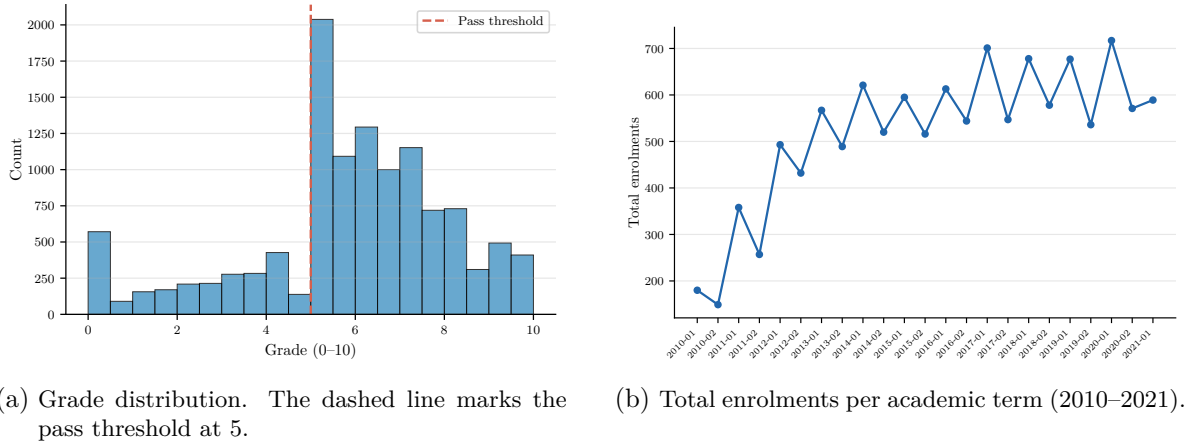 2000
1750
1500
1250
1000
750
500
250
0
Count
0 2 4 6 8 10
Grade (0–10)
Pass threshold
a) Grade distribution. The dashed line marks the
pass threshold at 5.
700
600
500
400
300
200
Total enrolments
2010-01 2010-02 2011-01 2011-02 2012-01 2012-02 2013-01 2013-02 2014-01 2014-02 2015-01 2015-02 2016-01 2016-02 2017-01 2017-02 2018-01 2018-02 2019-01 2019-02 2020-01 2020-02 2021-01
(b) Total enrolments per academic term (2010–2021).